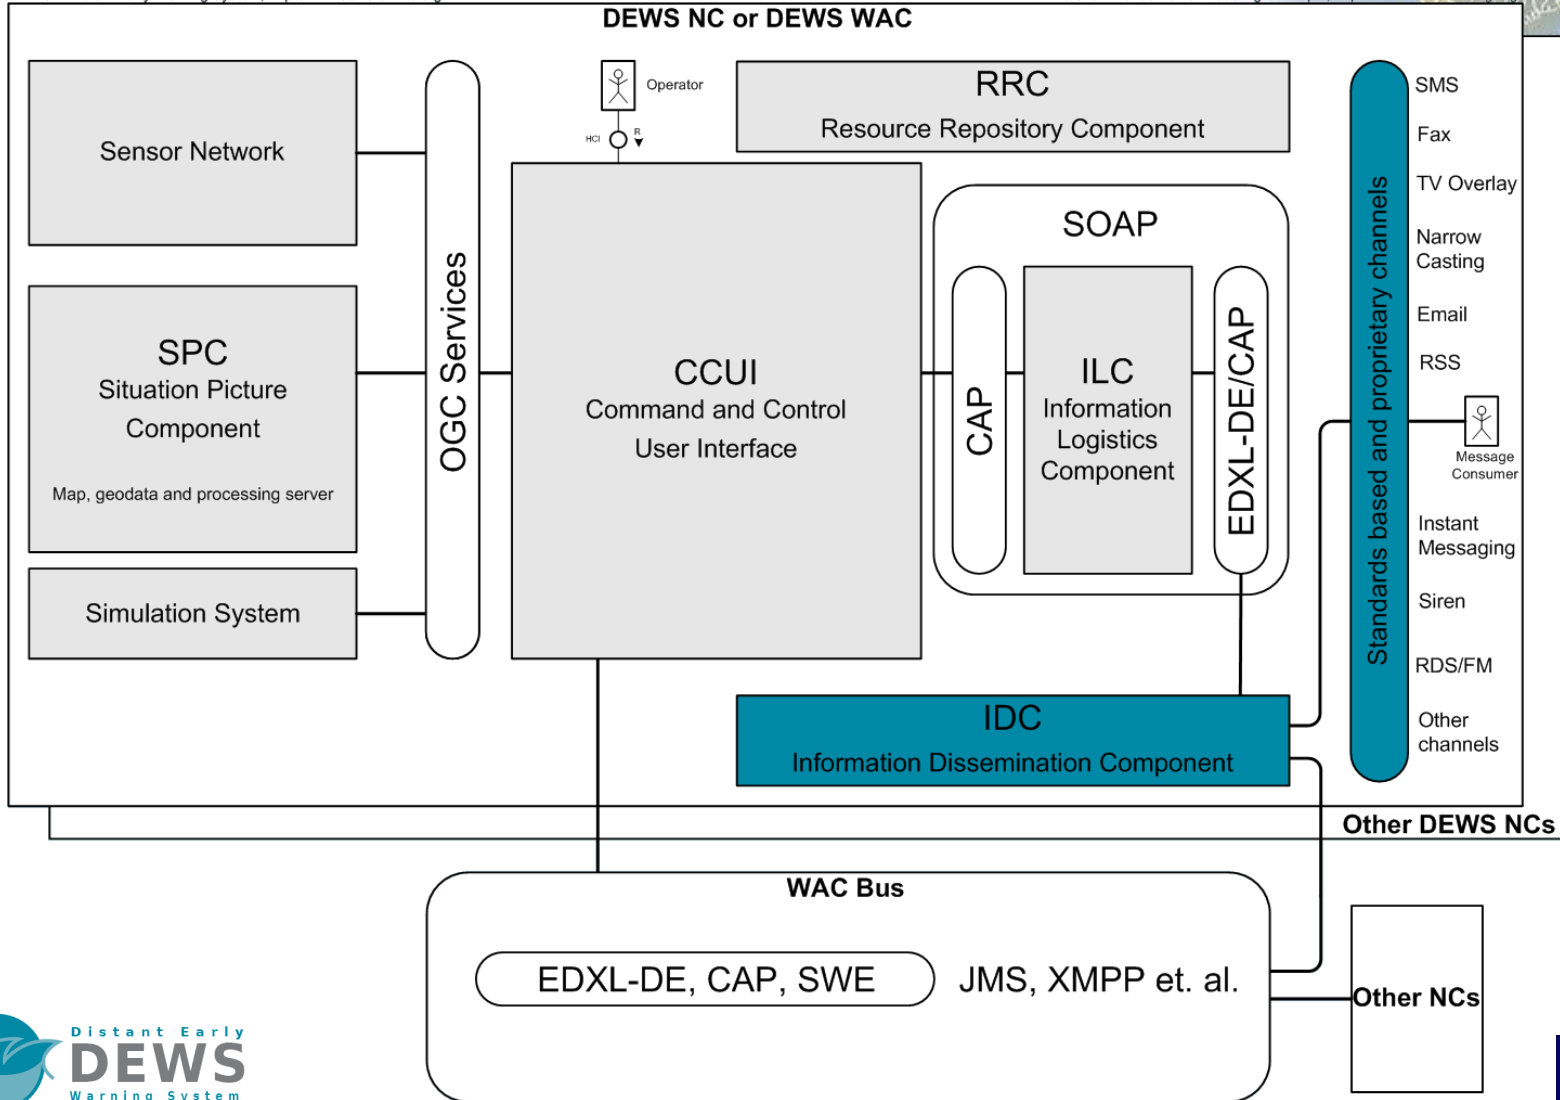 DEWS NC or DEWS WAC
Sensor Network
SPC
Situation Picture
Component
Map, geodata and processing server
Simulation System
OGC Services
Operator
HCI
R
CCUI
Command and Control
User Interface
RRC
Resource Repository Component
SOAP
CAP
ILC
Information
Logistics
Component
EDXL-DE/CAP
IDC
Information Dissemination Component
Standards based and proprietary channels
SMS
Fax
TV Overlay
Narrow
Casting
Email
RSS
Message
Consumer
Instant
Messaging
Siren
RDS/FM
Other
channels
Other DEWS NCs
WAC Bus
EDXL-DE, CAP, SWE
JMS, XMPP et. al.
Other NCs
Distant Early
DEWS
Warning System